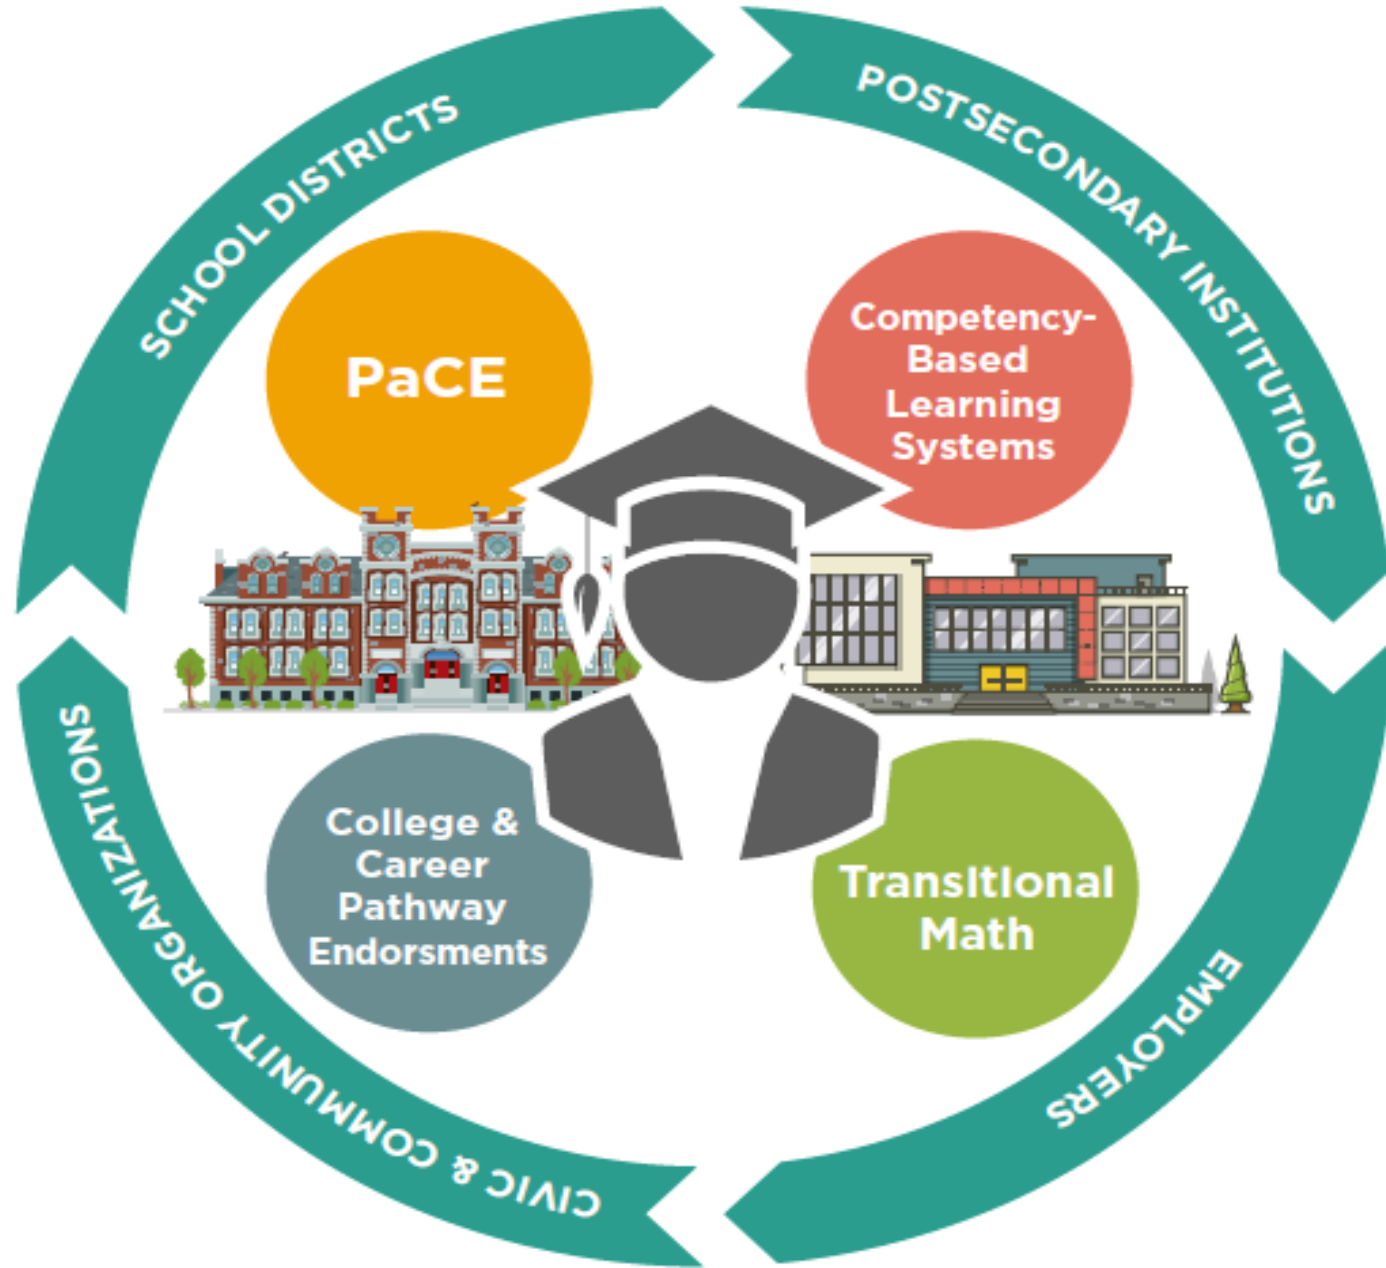 SCHOOL DISTRICTS
POSTSECONDARY INSTITUTIONS
PaCE
Competency-
Based
Learning
Systems
College &
Career
Pathway
Endorsments
Transitional
Math
EMPLOYERS
CIVIC & COMMUNITY ORGANIZATIONS